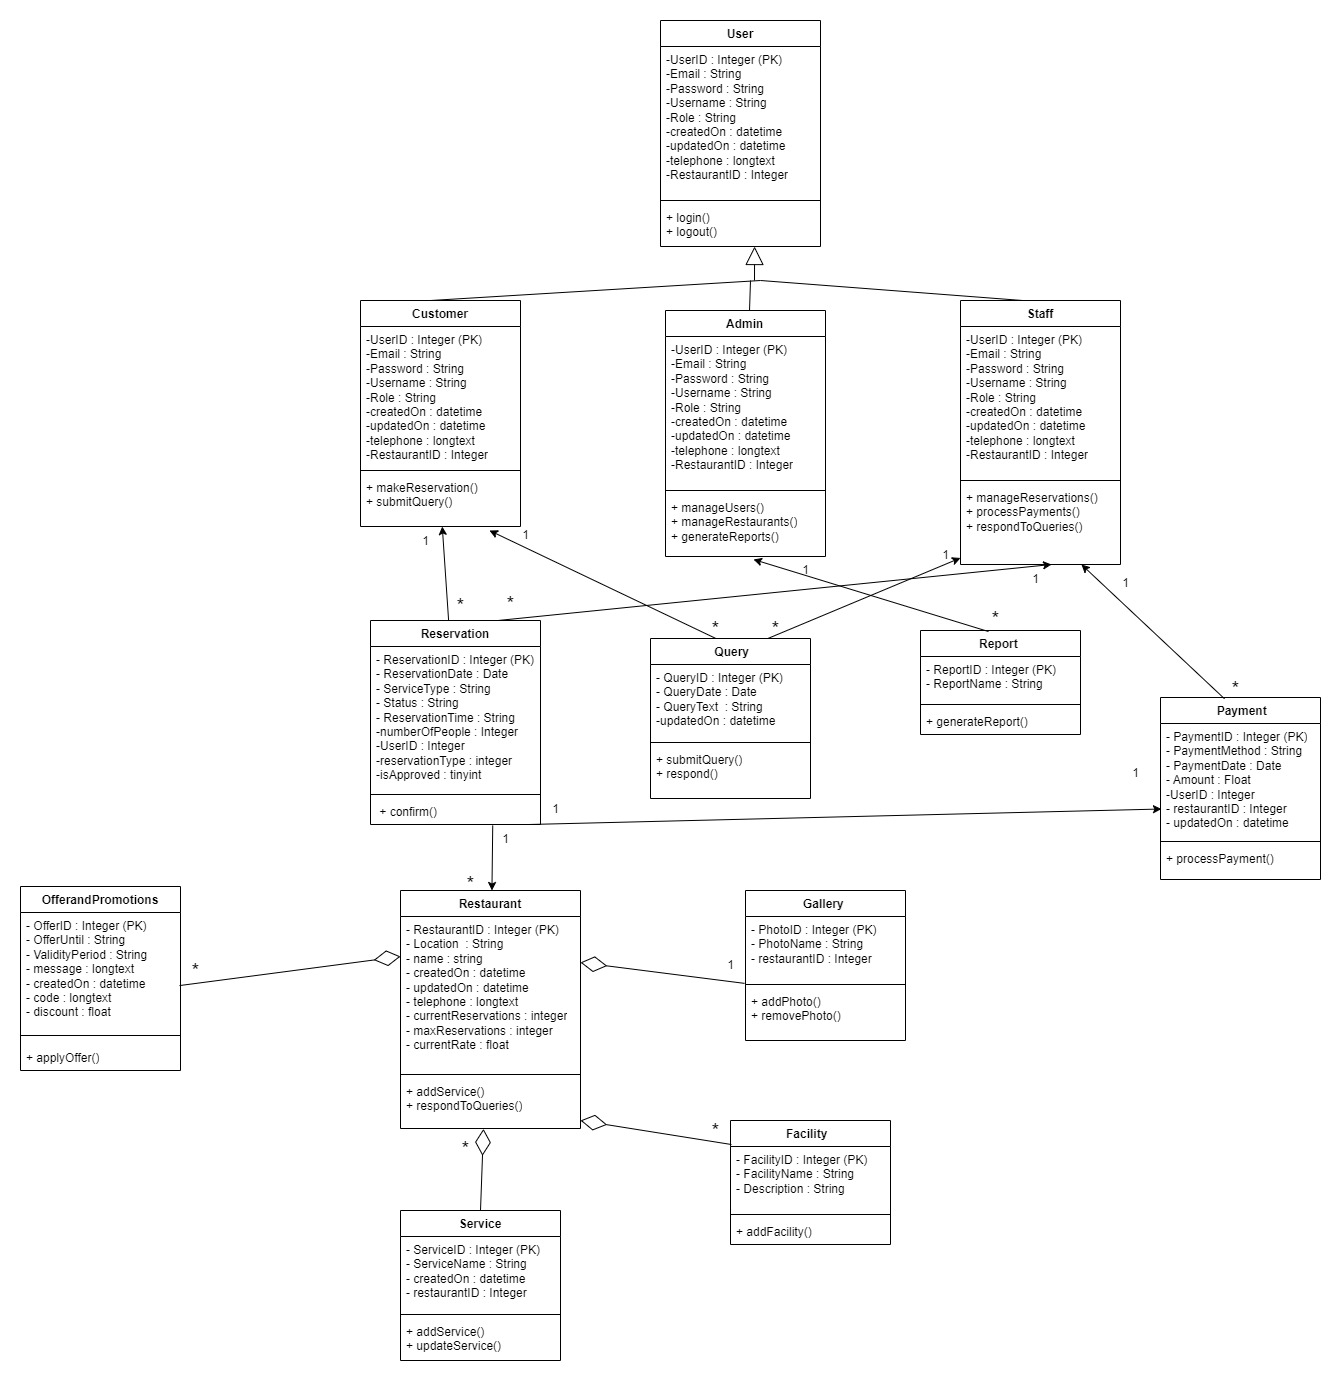 User
-UserID : Integer (PK)
-Email : String
-Password : String
-Username : String
-Role : String
-createdOn : datetime
-updatedOn : datetime
-telephone : longtext
-RestaurantID : Integer
+ login()
+ logout()
Customer
-UserID : Integer (PK)
-Email : String
-Password : String
-Username : String
-Role : String
-createdOn : datetime
-updatedOn : datetime
-telephone : longtext
-RestaurantID : Integer
+ makeReservation()
+ submitQuery()
Admin
-UserID : Integer (PK)
-Email : String
-Password : String
-Username : String
-Role : String
-createdOn : datetime
-updatedOn : datetime
-telephone : longtext
-RestaurantID : Integer
+ manageUsers()
+ manageRestaurants()
+ generateReports()
Staff
-UserID : Integer (PK)
-Email : String
-Password : String
-Username : String
-Role : String
-createdOn : datetime
-updatedOn : datetime
-telephone : longtext
-RestaurantID : Integer
+ manageReservations()
+ processPayments()
+ respondToQueries()
1
1
1
1
1
1
*
*
*
*
*
*
Reservation
- ReservationID : Integer (PK)
- ReservationDate : Date
- ServiceType : String
- Status : String
- ReservationTime : String
-numberOfPeople : Integer
-UserID : Integer
-reservationType : integer
-isApproved : tinyint
+ confirm()
Query
- QueryID : Integer (PK)
- QueryDate : Date
- QueryText  : String
-updatedOn : datetime
+ submitQuery()
+ respond()
Report
- ReportID : Integer (PK)
- ReportName : String
+ generateReport()
Payment
- PaymentID : Integer (PK)
- PaymentMethod : String
- PaymentDate : Date
- Amount : Float
-UserID : Integer
- restaurantID : Integer
- updatedOn : datetime
+ processPayment()
1
1
1
*
OfferandPromotions
- OfferID : Integer (PK)
- OfferUntil : String
- ValidityPeriod : String
- message : longtext
- createdOn : datetime
- code : longtext
- discount : float
+ applyOffer()
*
Restaurant
- RestaurantID : Integer (PK)
- Location  : String
- name : string
- createdOn : datetime
- updatedOn : datetime
- telephone : longtext
- currentReservations : integer
- maxReservations : integer
- currentRate : float
+ addService()
+ respondToQueries()
1
Gallery
- PhotoID : Integer (PK)
- PhotoName : String
- restaurantID : Integer
+ addPhoto()
+ removePhoto()
*
Facility
- FacilityID : Integer (PK)
- FacilityName : String
- Description : String
+ addFacility()
*
Service
- ServiceID : Integer (PK)
- ServiceName : String
- createdOn : datetime
- restaurantID : Integer
+ addService()
+ updateService()